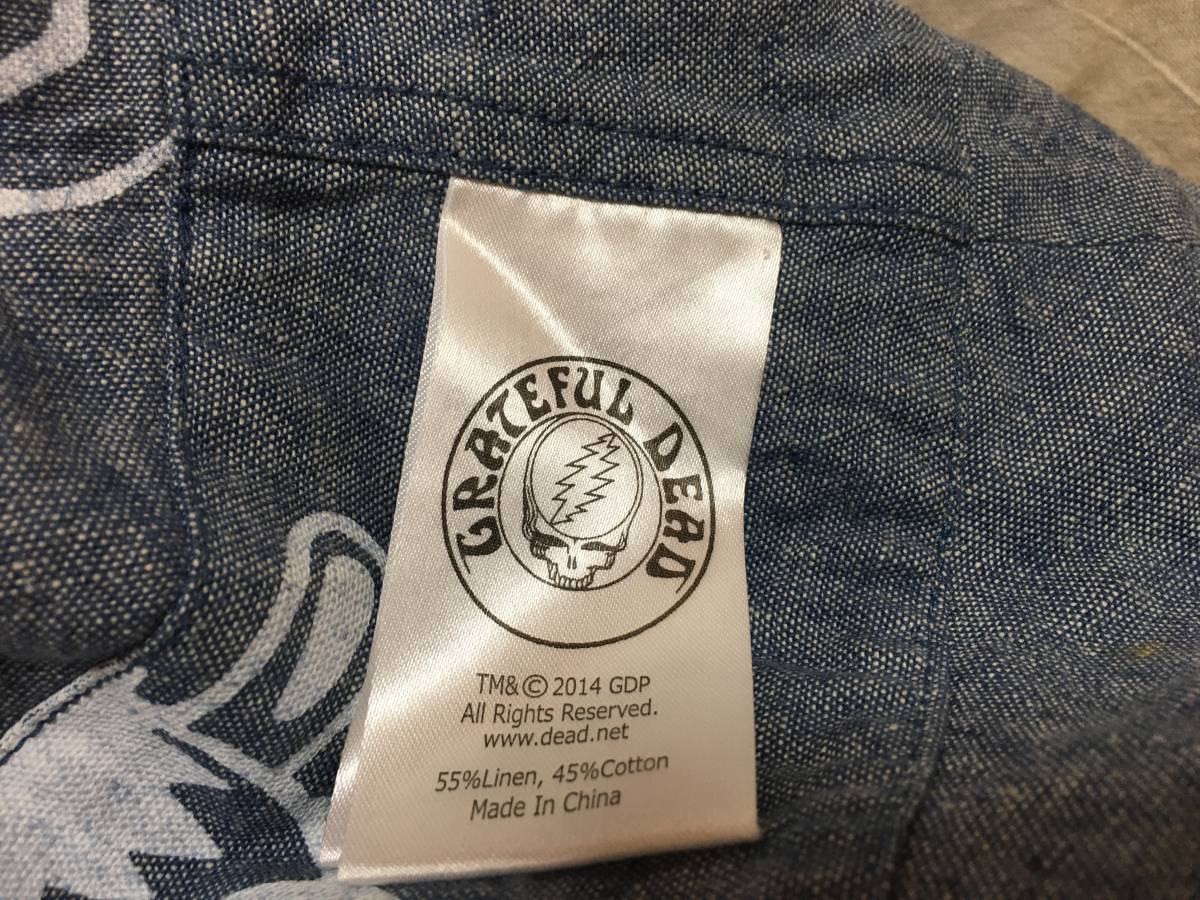 GRATEFUL DEAD
TM&© 2014 GDP
All Rights Reserved.
www.dead.net
55%Linen, 45%Cotton
Made In China